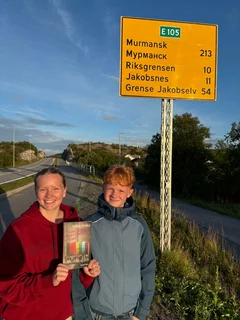 E105
Murmansk
Мурманск 213
Riksgrensen 10
Jakobsnes 11
Grense Jakobselv 54